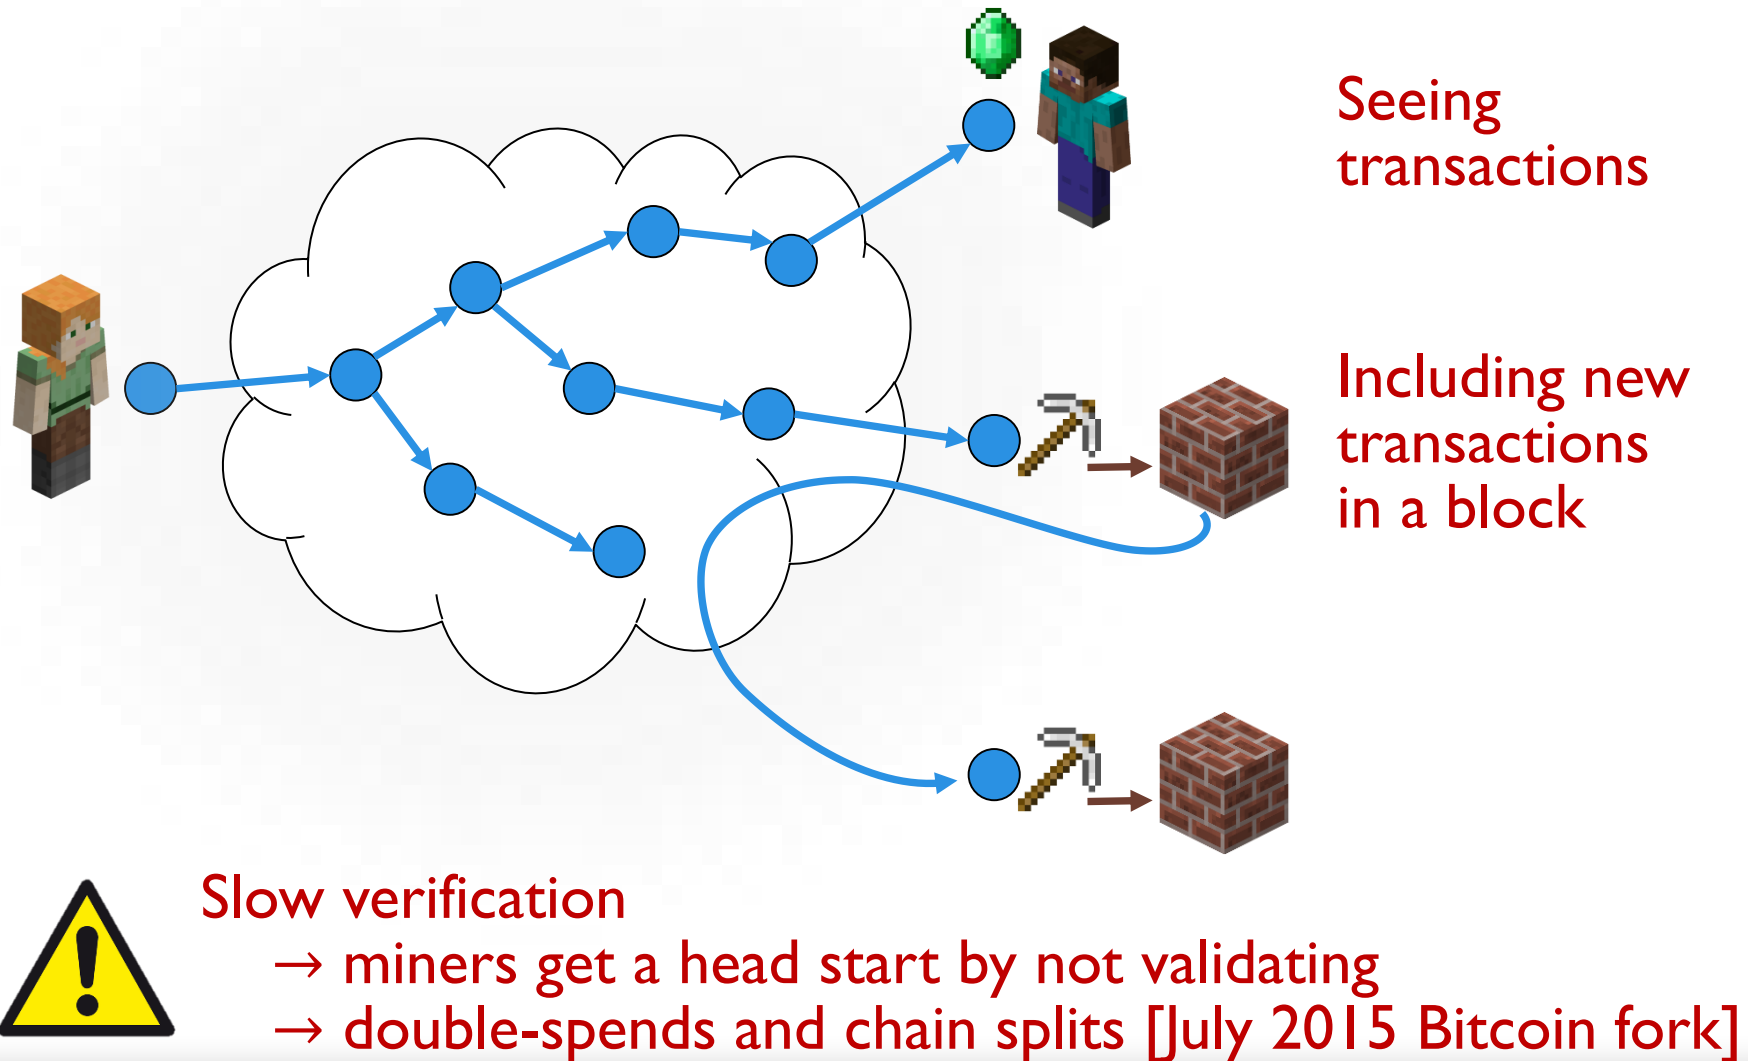 Seeing
transactions
Including new
transactions
in a block
Slow verification
→ miners get a head start by not validating
→ double-spends and chain splits [July 2015 Bitcoin fork]